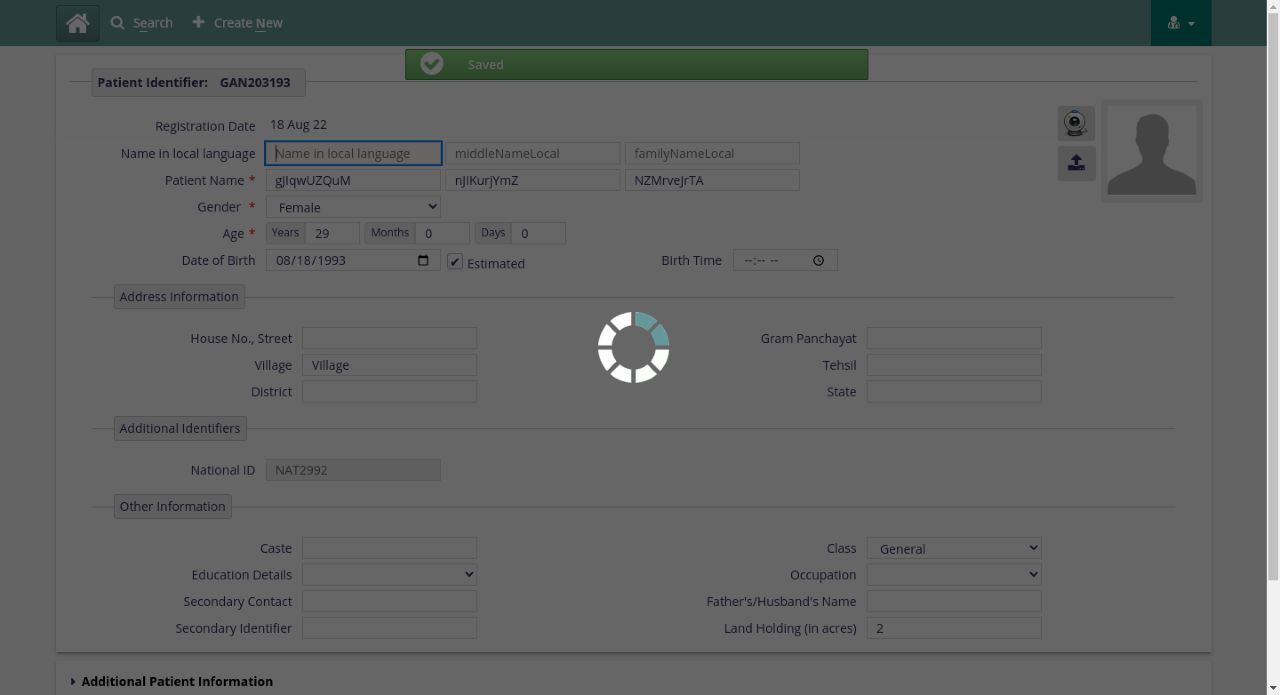 Search Create New
Saved
Patient Identifier: GAN203193
Registration Date 18 Aug 22
Name in local language Name in local language middleNameLocal familyNameLocal
Patient Name * gJIqwUZQuM nJIKurjYmZ NZMrveJrTA
Gender * Female
Age * Years 29 Months 0 Days 0
Date of Birth 08/18/1993 Estimated Birth Time --:-- --
Address Information
House No., Street Gram Panchayat
Village Village Tehsil
District State
Additional Identifiers
National ID NAT2992
Other Information
Caste Class General
Education Details Occupation
Secondary Contact Father's/Husband's Name
Secondary Identifier Land Holding (in acres) 2
Additional Patient Information